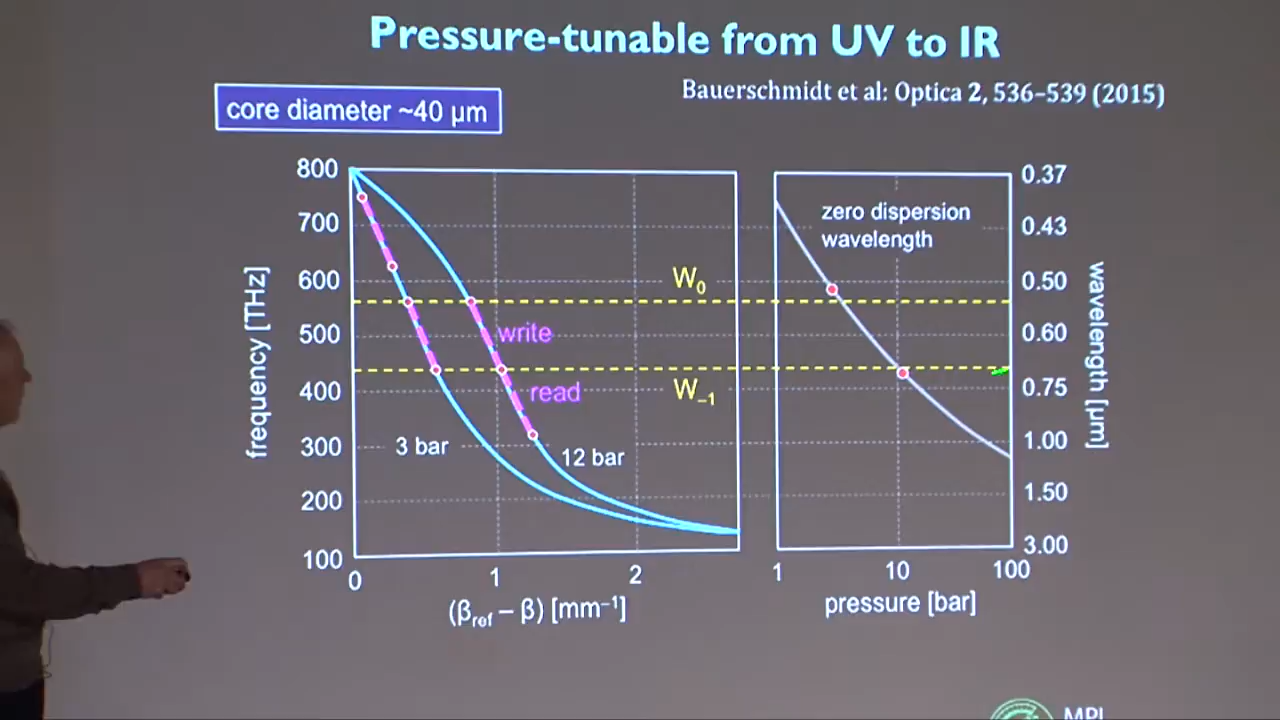 Pressure-tunable from UV to IR
Bauerschmidt et al: Optica 2, 536–539 (2015)
core diameter ~40 µm
800
700
600
500
400
300
200
100
frequency [THz]
0
1
2
(βref – β) [mm⁻¹]
write
read
3 bar
12 bar
W0
W–1
zero dispersion
wavelength
0.37
0.43
0.50
0.60
0.75
1.00
1.50
3.00
wavelength [µm]
1
10
100
pressure [bar]
MPL